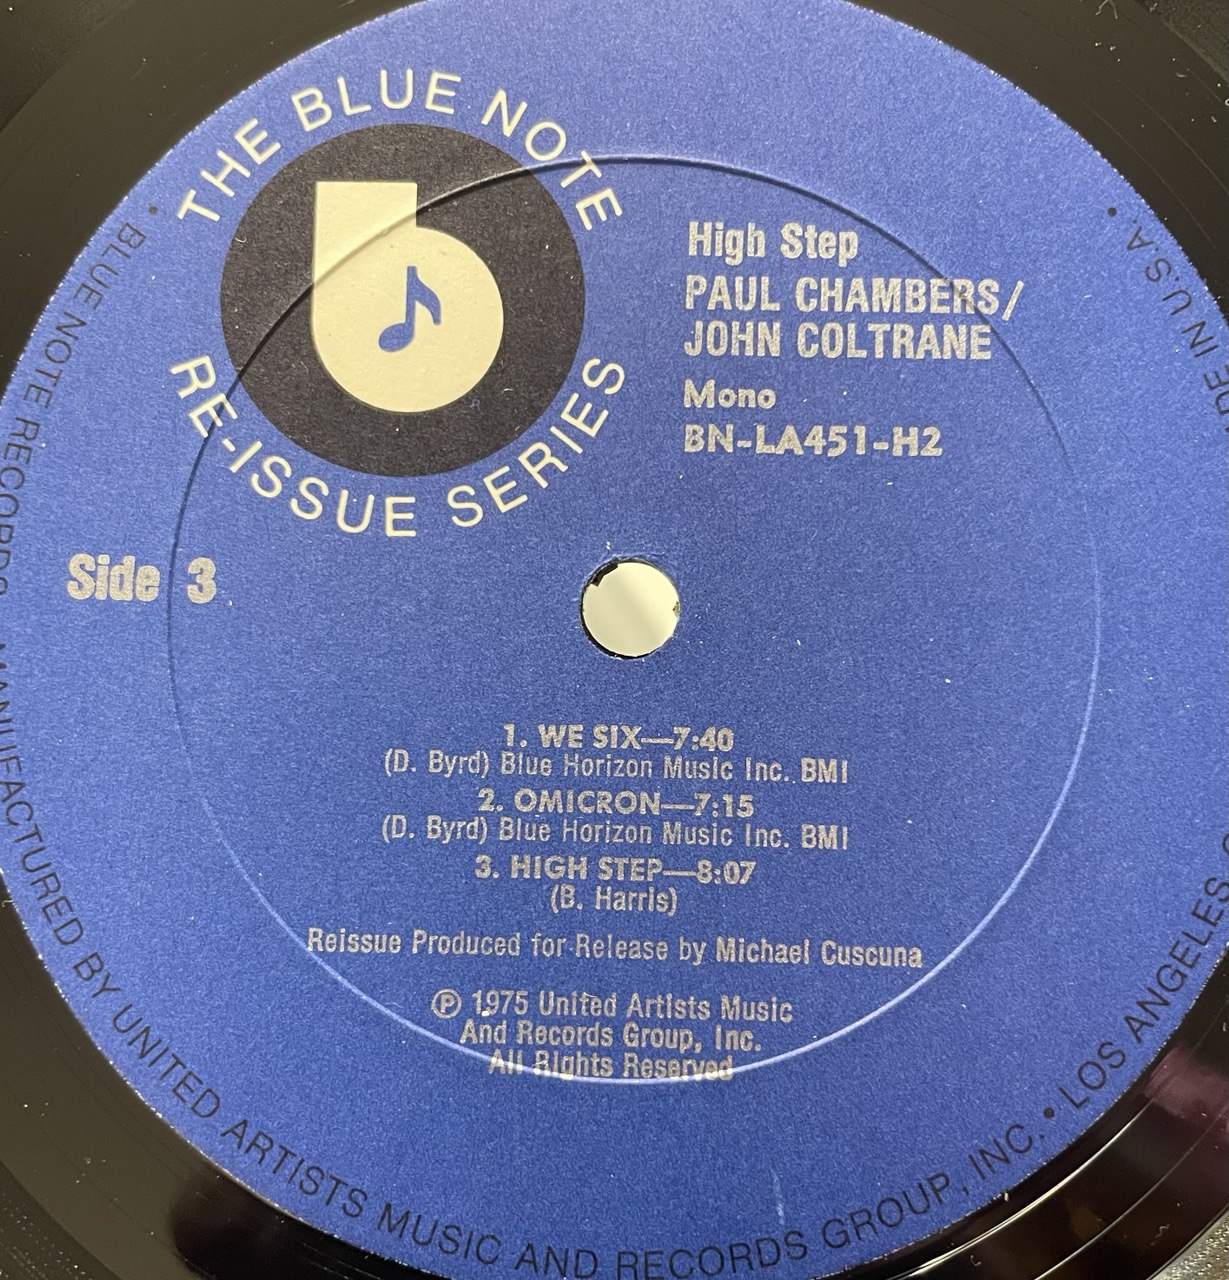 THE BLUE NOTE
RE-ISSUE SERIES
High Step
PAUL CHAMBERS/
JOHN COLTRANE
Mono
BN-LA451-H2
Side 3
1. WE SIX—7:40
(D. Byrd) Blue Horizon Music Inc. BMI
2. OMICRON—7:15
(D. Byrd) Blue Horizon Music Inc. BMI
3. HIGH STEP—8:07
(B. Harris)
Reissue Produced for Release by Michael Cuscuna
Ⓟ 1975 United Artists Music
And Records Group, Inc.
All Rights Reserved
• BLUE NOTE RECORDS MANUFACTURED BY UNITED ARTISTS MUSIC AND RECORDS GROUP, INC. • LOS ANGELES IN U.S.A. •